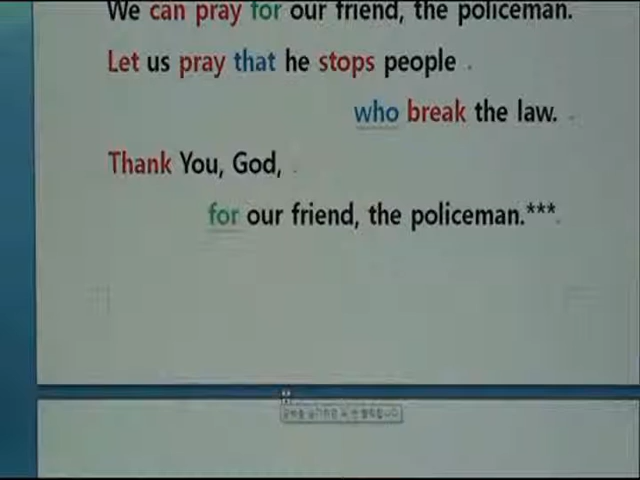 We can pray for our friend, the policeman.
Let us pray that he stops people
who break the law.
Thank You, God,
for our friend, the policeman.***